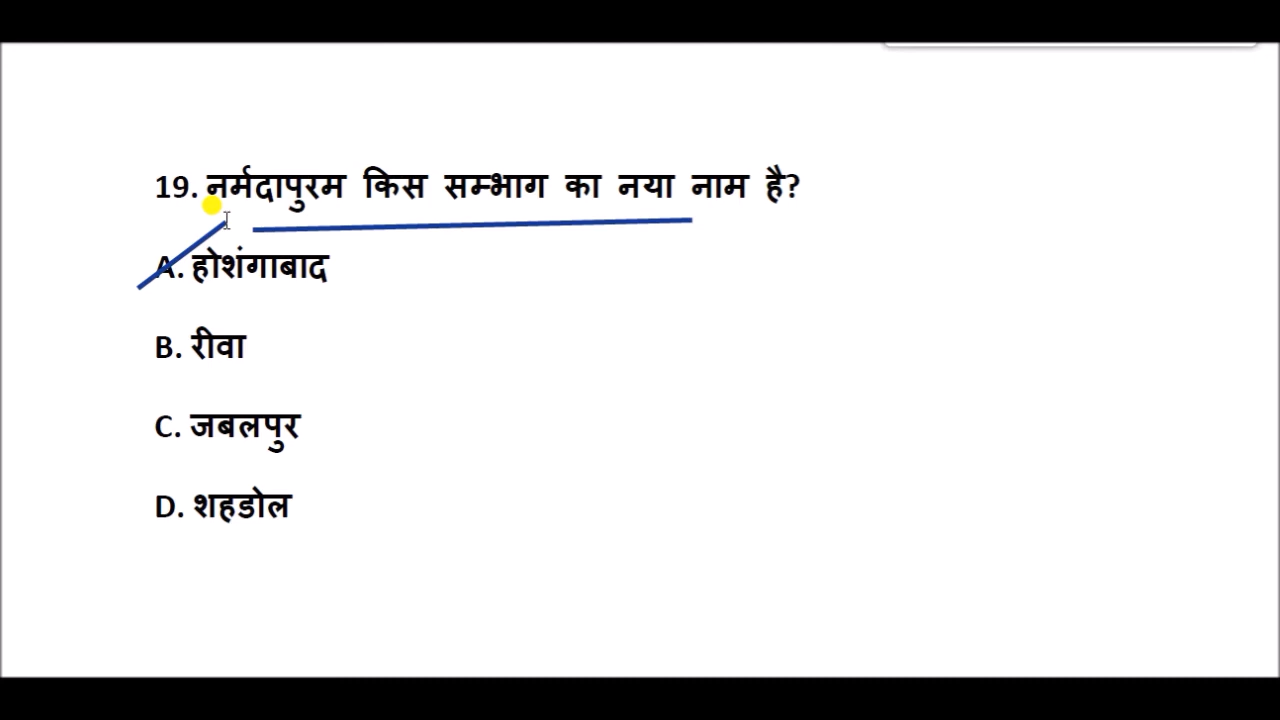 19. नर्मदापुरम किस सम्भाग का नया नाम है?
A. होशंगाबाद
B. रीवा
C. जबलपुर
D. शहडोल